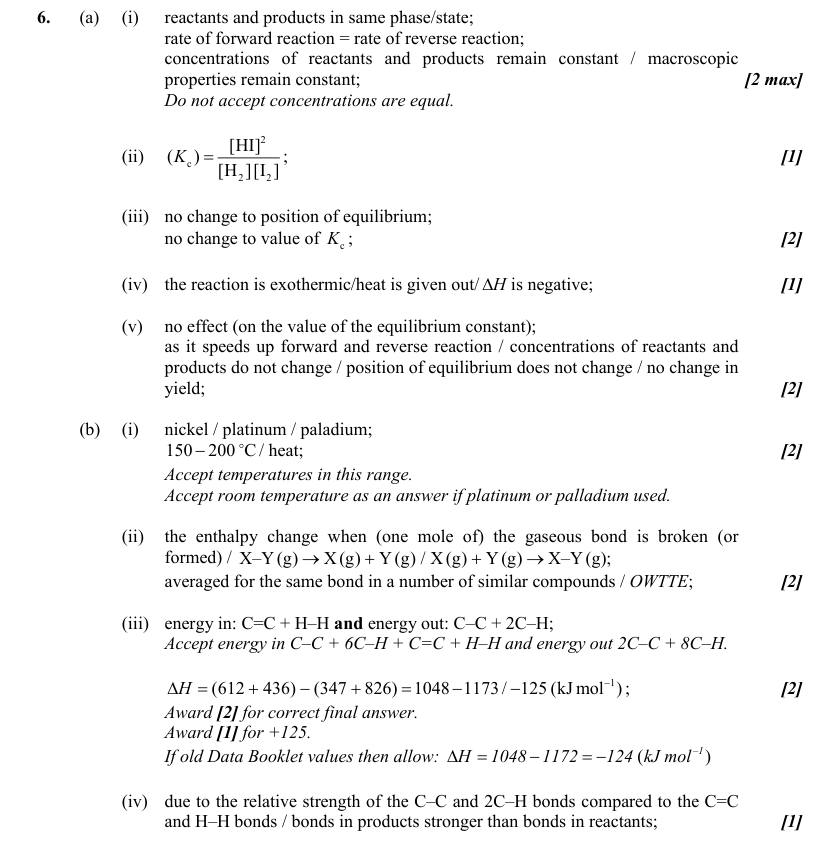 6. (a) (i) reactants and products in same phase/state;
rate of forward reaction = rate of reverse reaction;
concentrations of reactants and products remain constant / macroscopic
properties remain constant; [2 max]
Do not accept concentrations are equal.
(ii) (K_c) = [HI]² / [H₂][I₂] ; [1]
(iii) no change to position of equilibrium;
no change to value of K_c ; [2]
(iv) the reaction is exothermic/heat is given out/ ΔH is negative; [1]
(v) no effect (on the value of the equilibrium constant);
as it speeds up forward and reverse reaction / concentrations of reactants and
products do not change / position of equilibrium does not change / no change in
yield; [2]
(b) (i) nickel / platinum / paladium;
150 – 200 °C / heat; [2]
Accept temperatures in this range.
Accept room temperature as an answer if platinum or palladium used.
(ii) the enthalpy change when (one mole of) the gaseous bond is broken (or
formed) / X–Y (g) → X (g) + Y (g) / X (g) + Y (g) → X–Y (g);
averaged for the same bond in a number of similar compounds / OWTTE; [2]
(iii) energy in: C=C + H–H and energy out: C–C + 2C–H;
Accept energy in C–C + 6C–H + C=C + H–H and energy out 2C–C + 8C–H.
ΔH = (612 + 436) – (347 + 826) = 1048 – 1173 / –125 (kJ mol⁻¹) ; [2]
Award [2] for correct final answer.
Award [1] for +125.
If old Data Booklet values then allow: ΔH = 1048 – 1172 = –124 (kJ mol⁻¹)
(iv) due to the relative strength of the C–C and 2C–H bonds compared to the C=C
and H–H bonds / bonds in products stronger than bonds in reactants; [1]